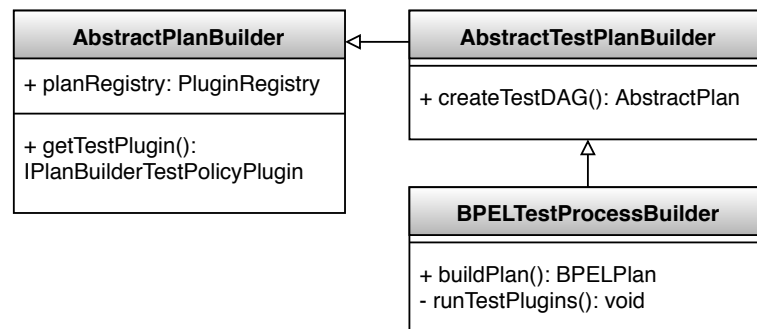 AbstractPlanBuilder
+ planRegistry: PluginRegistry
+ getTestPlugin():
IPlanBuilderTestPolicyPlugin
AbstractTestPlanBuilder
+ createTestDAG(): AbstractPlan
BPELTestProcessBuilder
+ buildPlan(): BPELPlan
- runTestPlugins(): void